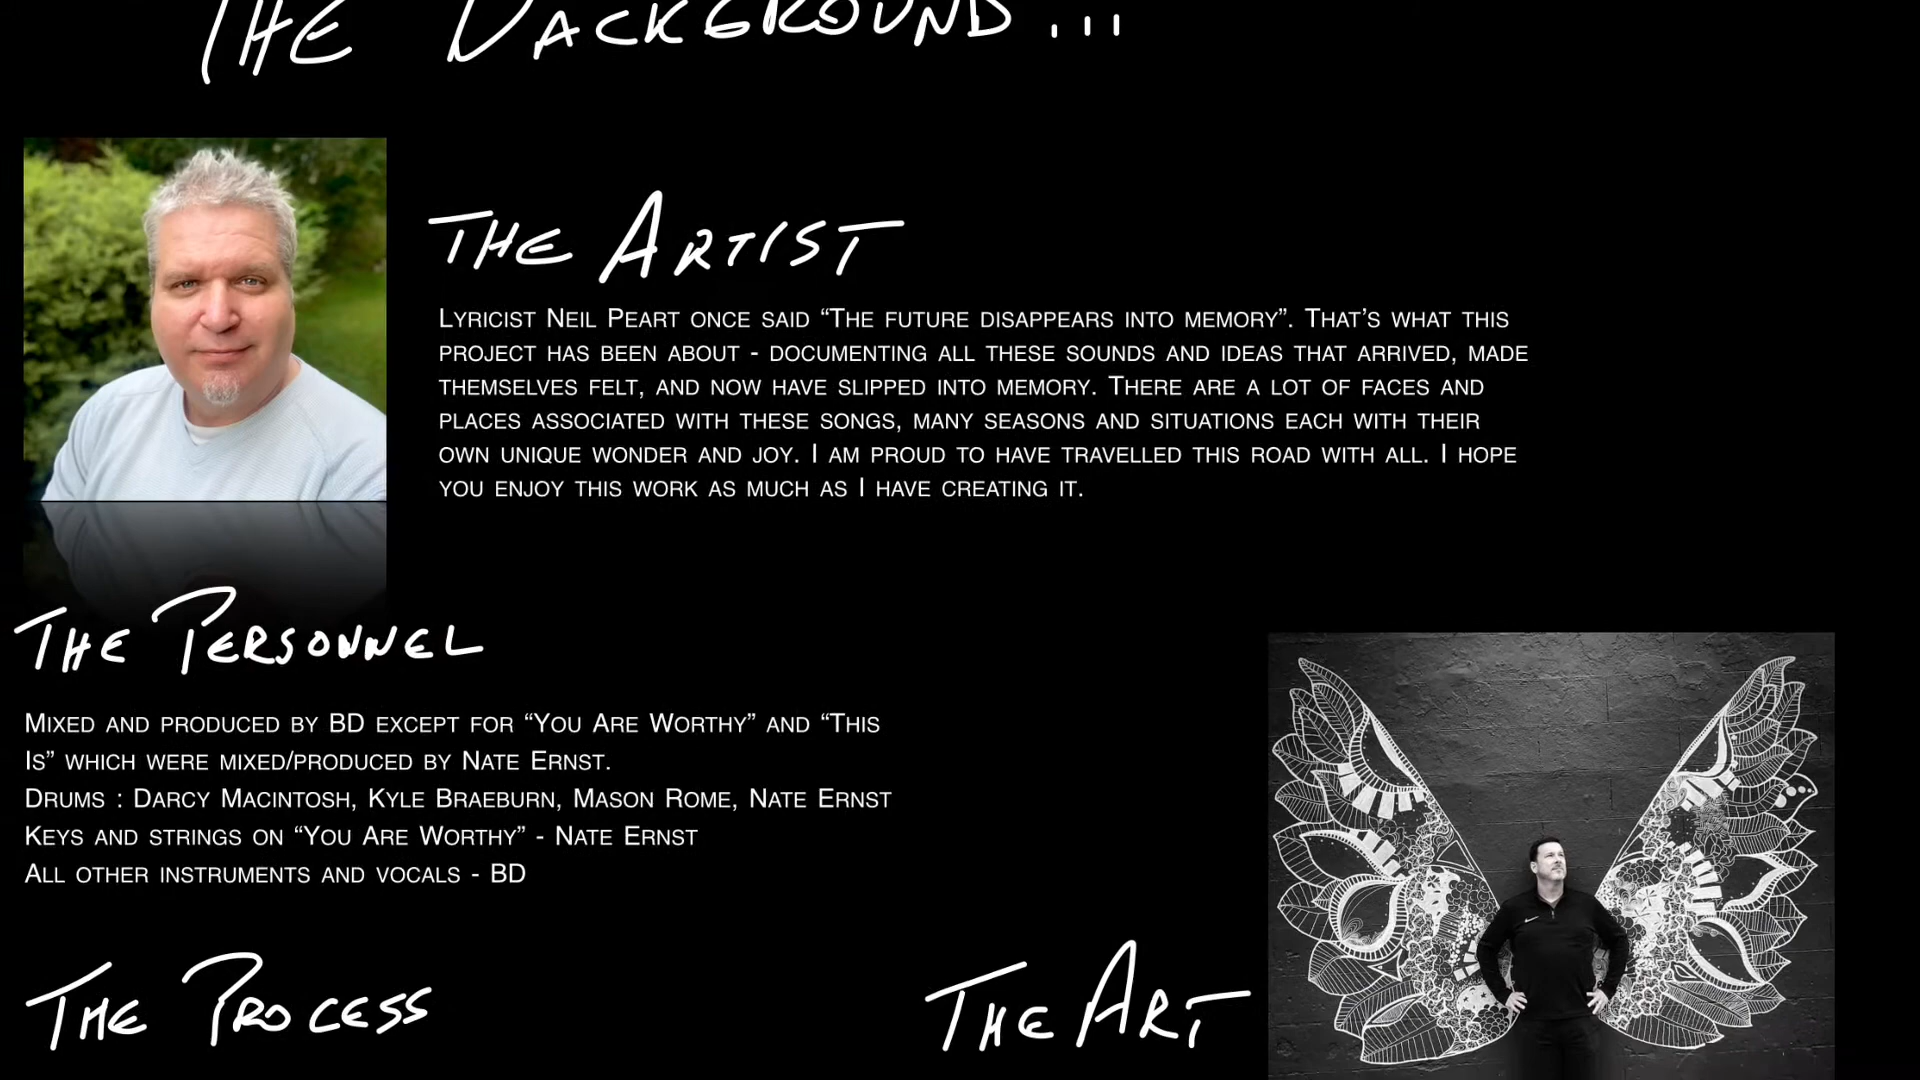 The Background...
The Artist
Lyricist Neil Peart once said “The future disappears into memory”. That’s what this
project has been about - documenting all these sounds and ideas that arrived, made
themselves felt, and now have slipped into memory. There are a lot of faces and
places associated with these songs, many seasons and situations each with their
own unique wonder and joy. I am proud to have travelled this road with all. I hope
you enjoy this work as much as I have creating it.
The Personnel
Mixed and produced by BD except for “You Are Worthy” and “This
Is” which were mixed/produced by Nate Ernst.
Drums : Darcy Macintosh, Kyle Braeburn, Mason Rome, Nate Ernst
Keys and strings on “You Are Worthy” - Nate Ernst
All other instruments and vocals - BD
The Process
The Art